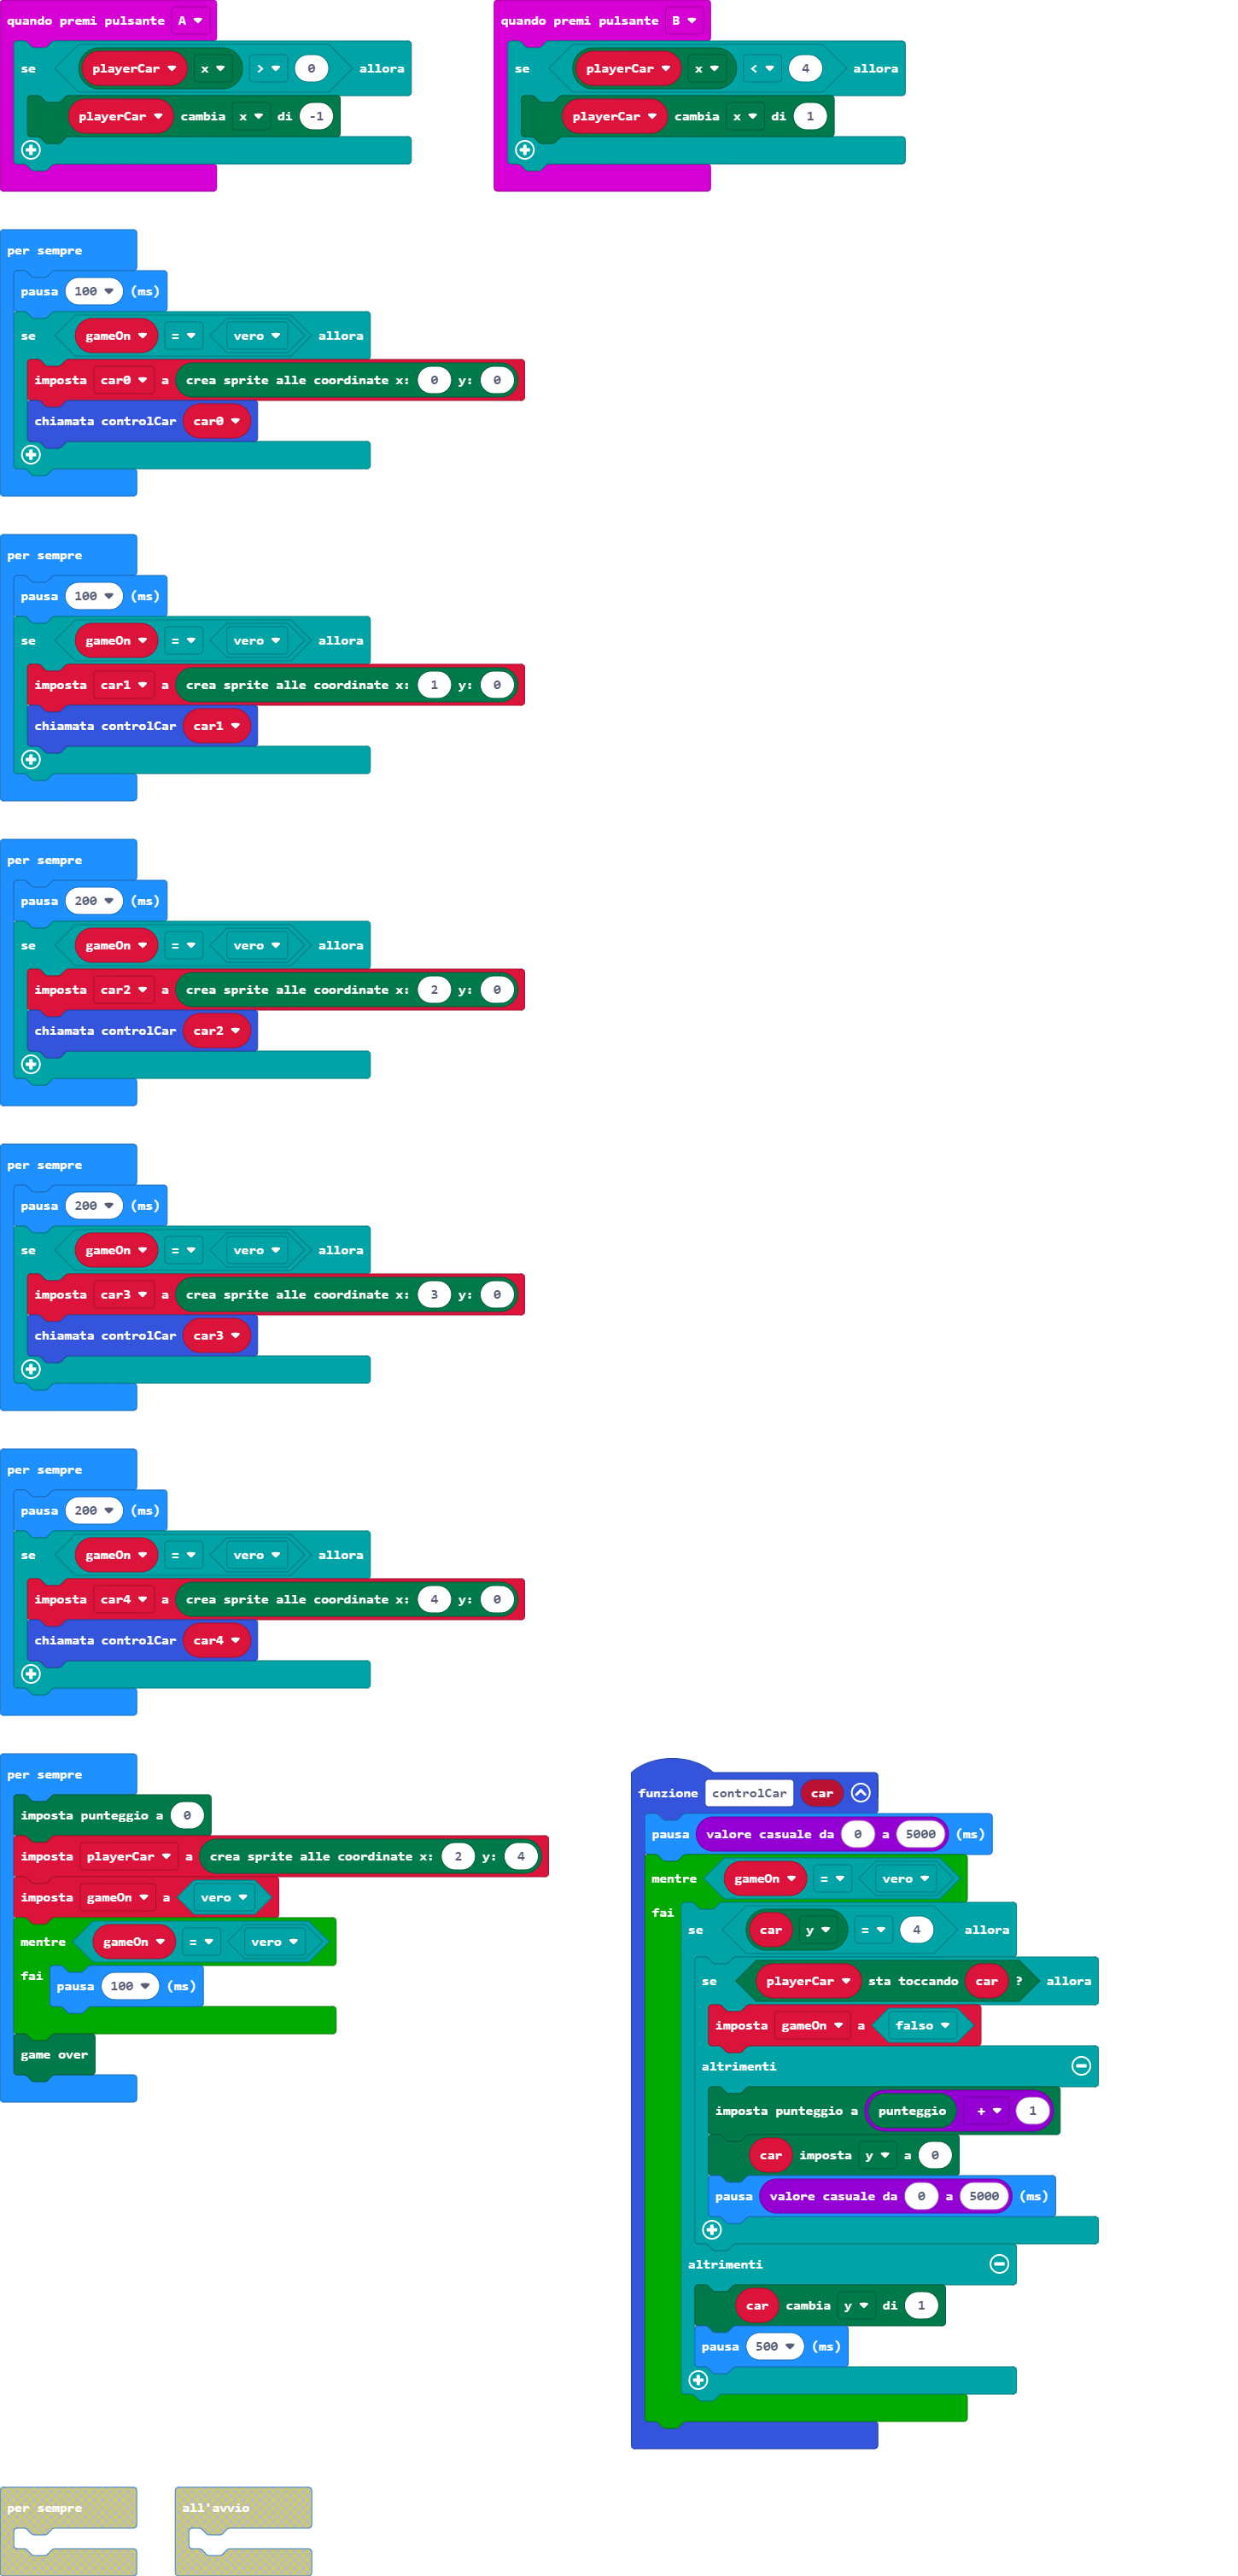 quando premi pulsante A
se playerCar x > 0 allora
playerCar cambia x di -1
quando premi pulsante B
se playerCar x < 4 allora
playerCar cambia x di 1
per sempre
pausa 100 (ms)
se gameOn = vero allora
imposta car0 a crea sprite alle coordinate x: 0 y: 0
chiamata controlCar car0
per sempre
pausa 100 (ms)
se gameOn = vero allora
imposta car1 a crea sprite alle coordinate x: 1 y: 0
chiamata controlCar car1
per sempre
pausa 200 (ms)
se gameOn = vero allora
imposta car2 a crea sprite alle coordinate x: 2 y: 0
chiamata controlCar car2
per sempre
pausa 200 (ms)
se gameOn = vero allora
imposta car3 a crea sprite alle coordinate x: 3 y: 0
chiamata controlCar car3
per sempre
pausa 200 (ms)
se gameOn = vero allora
imposta car4 a crea sprite alle coordinate x: 4 y: 0
chiamata controlCar car4
per sempre
imposta punteggio a 0
imposta playerCar a crea sprite alle coordinate x: 2 y: 4
imposta gameOn a vero
mentre gameOn = vero
fai
pausa 100 (ms)
game over
funzione controlCar car
pausa valore casuale da 0 a 5000 (ms)
mentre gameOn = vero
fai
se car y = 4 allora
se playerCar sta toccando car ? allora
imposta gameOn a falso
altrimenti
imposta punteggio a punteggio + 1
car imposta y a 0
pausa valore casuale da 0 a 5000 (ms)
altrimenti
car cambia y di 1
pausa 500 (ms)
per sempre
all'avvio